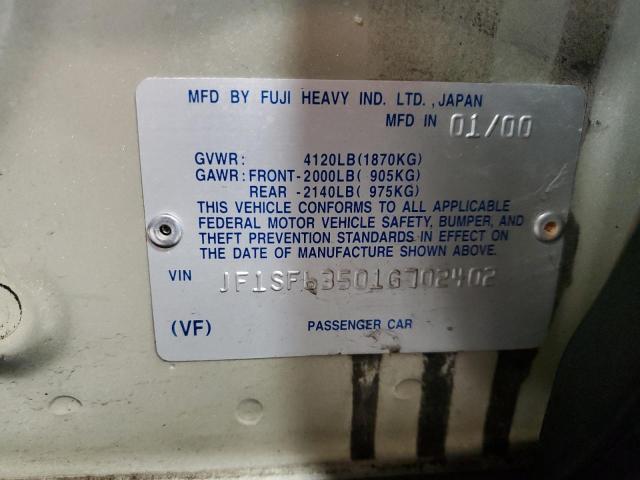 MFD BY FUJI HEAVY IND. LTD. , JAPAN
MFD IN 01/00
GVWR: 4120LB(1870KG)
GAWR: FRONT-2000LB( 905KG)
REAR -2140LB( 975KG)
THIS VEHICLE CONFORMS TO ALL APPLICABLE
FEDERAL MOTOR VEHICLE SAFETY, BUMPER, AND
THEFT PREVENTION STANDARDS IN EFFECT ON
THE DATE OF MANUFACTURE SHOWN ABOVE.
VIN JF1SF63501G702402
(VF) PASSENGER CAR